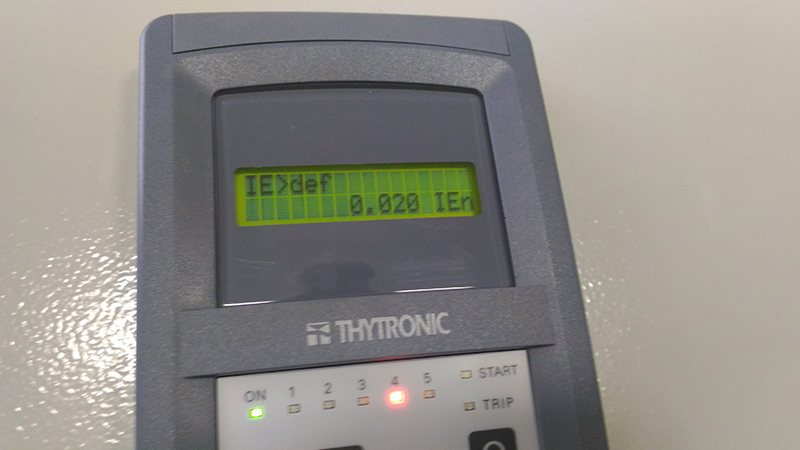 IE>def
0.020 IEn
THYTRONIC
ON 1 2 3 4 5 START
TRIP